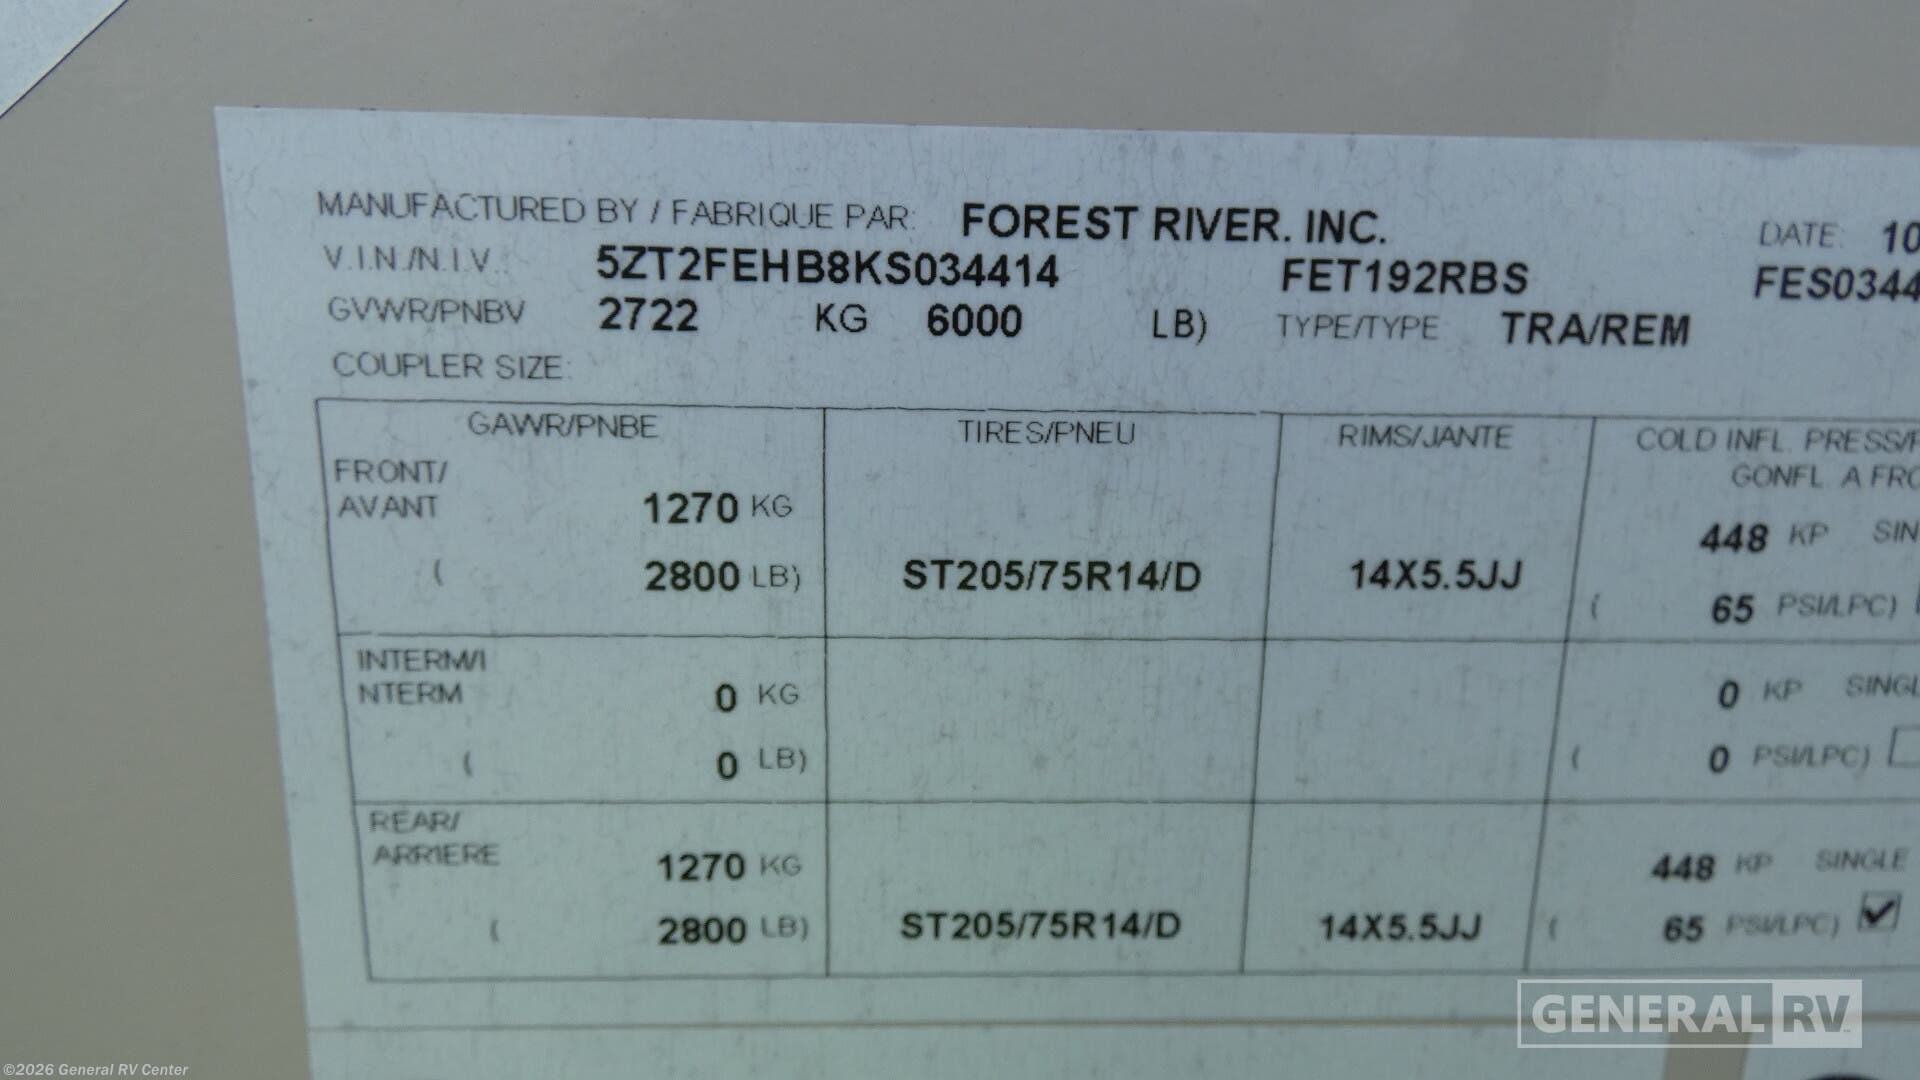 MANUFACTURED BY / FABRIQUE PAR: FOREST RIVER. INC. DATE: 10
V.I.N./N.I.V.: 5ZT2FEHB8KS034414 FET192RBS FES0344
GVWR/PNBV 2722 KG 6000 LB) TYPE/TYPE TRA/REM
COUPLER SIZE:
GAWR/PNBE TIRES/PNEU RIMS/JANTE COLD INFL. PRESS/
GONFL. A FRO
FRONT/
AVANT 1270 KG 448 KP SIN
( 2800 LB) ST205/75R14/D 14X5.5JJ ( 65 PSI/LPC)
INTERM/I
NTERM 0 KG 0 KP SINGL
( 0 LB) ( 0 PSI/LPC)
REAR/
ARRIERE 1270 KG 448 KP SINGLE
( 2800 LB) ST205/75R14/D 14X5.5JJ ( 65 PSI/LPC)
GENERAL RV
©2026 General RV Center